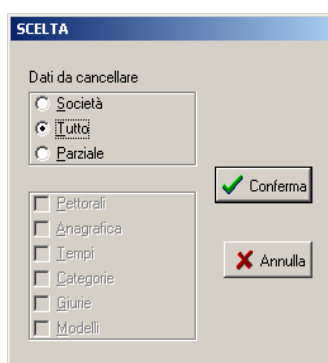 SCELTA
Dati da cancellare
Società
Tutto
Parziale
Conferma
Pettorali
Anagrafica
Tempi
Categorie
Giurie
Modelli
Annulla